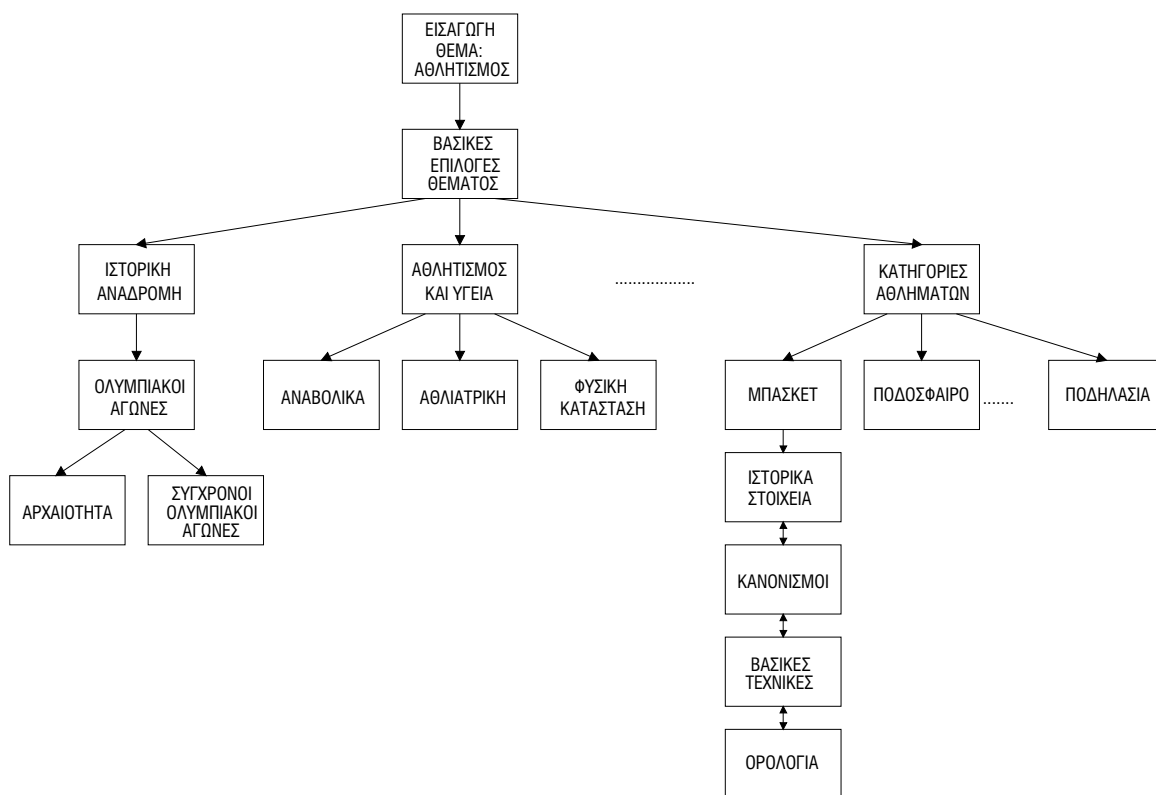 ΕΙΣΑΓΩΓΗ
ΘΕΜΑ:
ΑΘΛΗΤΙΣΜΟΣ
ΒΑΣΙΚΕΣ
ΕΠΙΛΟΓΕΣ
ΘΕΜΑΤΟΣ
ΙΣΤΟΡΙΚΗ
ΑΝΑΔΡΟΜΗ
ΑΘΛΗΤΙΣΜΟΣ
ΚΑΙ ΥΓΕΙΑ
..................
ΚΑΤΗΓΟΡΙΕΣ
ΑΘΛΗΜΑΤΩΝ
ΟΛΥΜΠΙΑΚΟΙ
ΑΓΩΝΕΣ
ΑΝΑΒΟΛΙΚΑ
ΑΘΛΙΑΤΡΙΚΗ
ΦΥΣΙΚΗ
ΚΑΤΑΣΤΑΣΗ
ΜΠΑΣΚΕΤ
ΠΟΔΟΣΦΑΙΡΟ
.......
ΠΟΔΗΛΑΣΙΑ
ΑΡΧΑΙΟΤΗΤΑ
ΣΥΓΧΡΟΝΟΙ
ΟΛΥΜΠΙΑΚΟΙ
ΑΓΩΝΕΣ
ΙΣΤΟΡΙΚΑ
ΣΤΟΙΧΕΙΑ
ΚΑΝΟΝΙΣΜΟΙ
ΒΑΣΙΚΕΣ
ΤΕΧΝΙΚΕΣ
ΟΡΟΛΟΓΙΑ